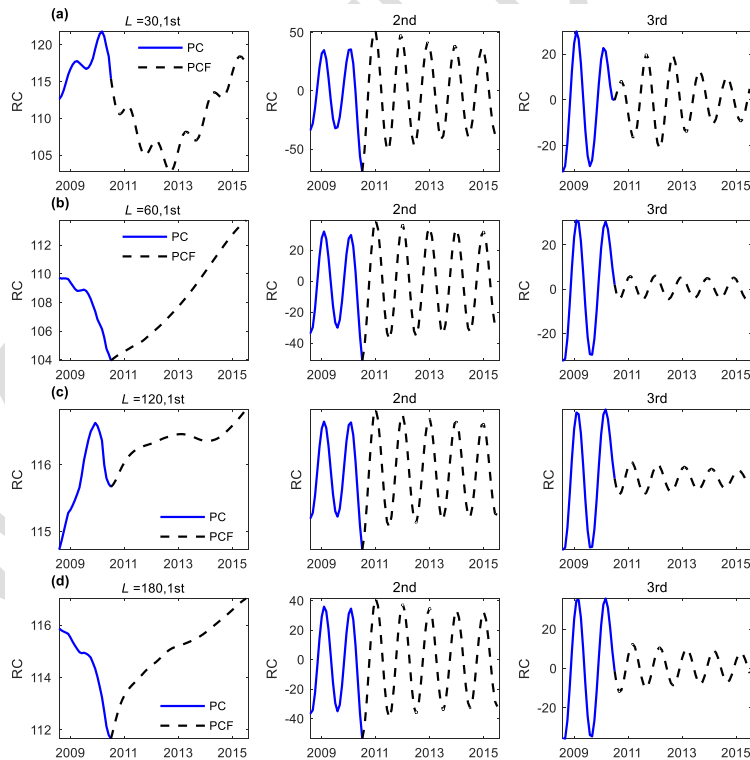 (a)
L =30,1st
2nd
3rd
120
115
110
105
RC
PC
PCF
2009 2011 2013 2015
50
0
-50
RC
2009 2011 2013 2015
20
0
-20
RC
2009 2011 2013 2015
(b)
L =60,1st
2nd
3rd
112
110
108
106
104
RC
PC
PCF
2009 2011 2013 2015
20
0
-20
-40
RC
2009 2011 2013 2015
20
0
-20
RC
2009 2011 2013 2015
(c)
L =120,1st
2nd
3rd
116
115
RC
PC
PCF
2009 2011 2013 2015
RC
2009 2011 2013 2015
RC
2009 2011 2013 2015
(d)
L =180,1st
2nd
3rd
116
114
112
RC
PC
PCF
2009 2011 2013 2015
40
20
0
-20
-40
RC
2009 2011 2013 2015
20
0
-20
RC
2009 2011 2013 2015